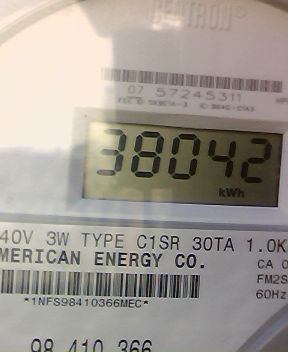 CENTRON®
07 57245311
38042
kWh
40V 3W TYPE C1SR 30TA 1.0K
MERICAN ENERGY CO.
CA 0
FM2S
60Hz
*1NFS98410366MEC*
98 410 366